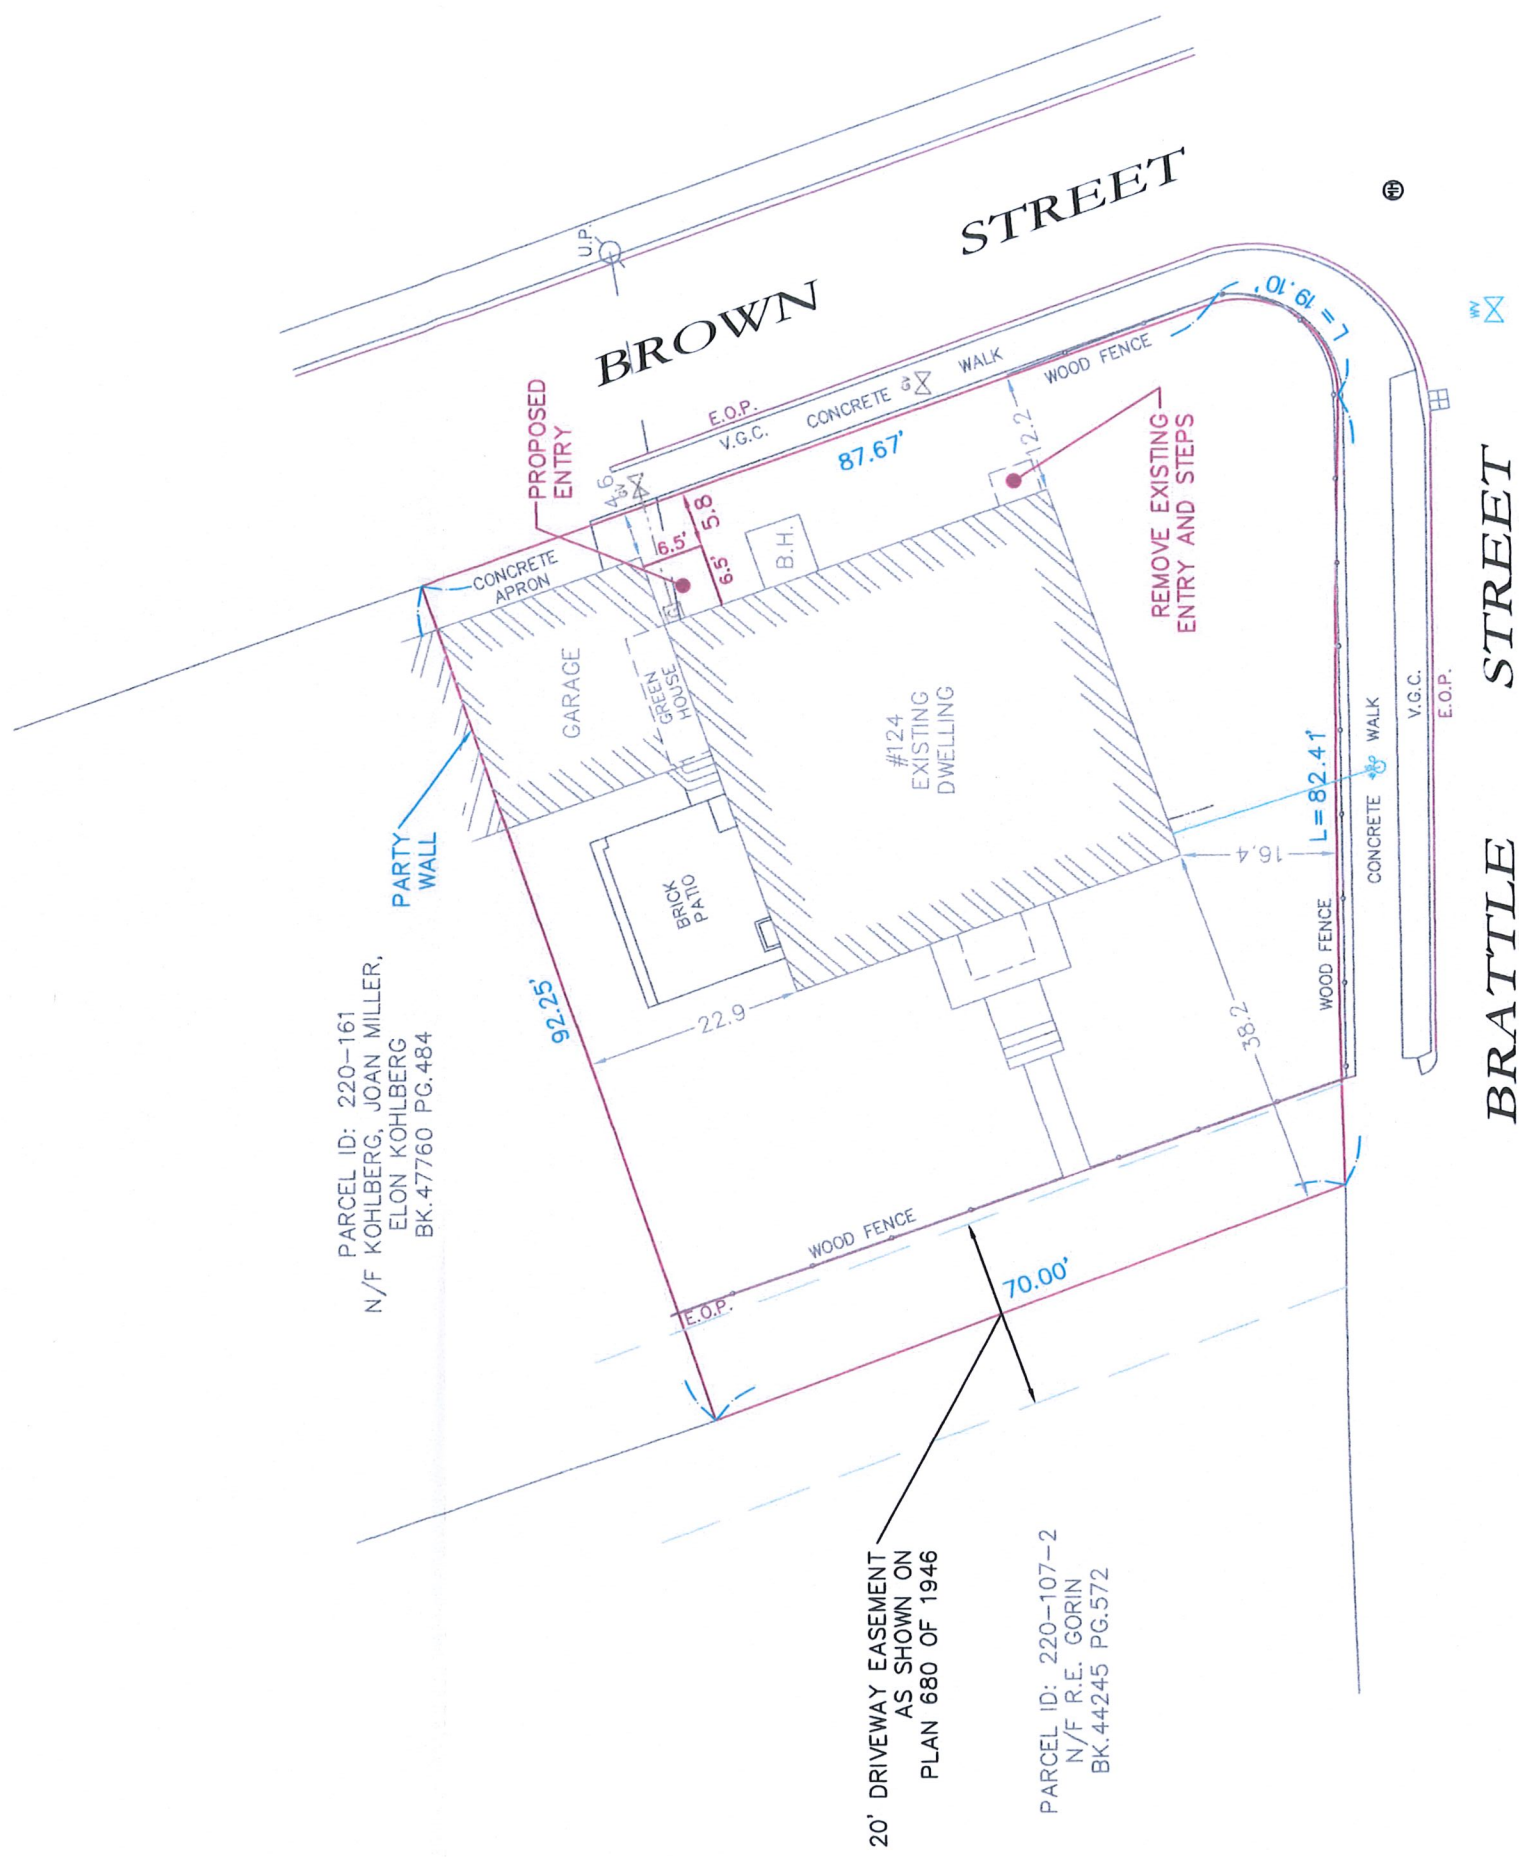 PARCEL ID: 220-161
N/F KOHLBERG, JOAN MILLER,
ELON KOHLBERG
BK.47760 PG.484
PARTY
WALL
92.25'
CONCRETE
APRON
PROPOSED
ENTRY
U.P.
BROWN
STREET
E.O.P.
V.G.C.
CONCRETE
WALK
GV
WOOD FENCE
87.67'
4.6
GV
6.5'
6.5'
5.8
G
B.H.
12.2
REMOVE EXISTING
ENTRY AND STEPS
L=19.10'
MH
WV
GARAGE
GREEN
HOUSE
BRICK
PATIO
#124
EXISTING
DWELLING
22.9
16.4
38.2
L=82.41'
WOOD FENCE
CONCRETE
WALK
V.G.C.
E.O.P.
BRATTLE
STREET
WOOD FENCE
E.O.P.
70.00'
20' DRIVEWAY EASEMENT
AS SHOWN ON
PLAN 680 OF 1946
PARCEL ID: 220-107-2
N/F R.E. GORIN
BK.44245 PG.572